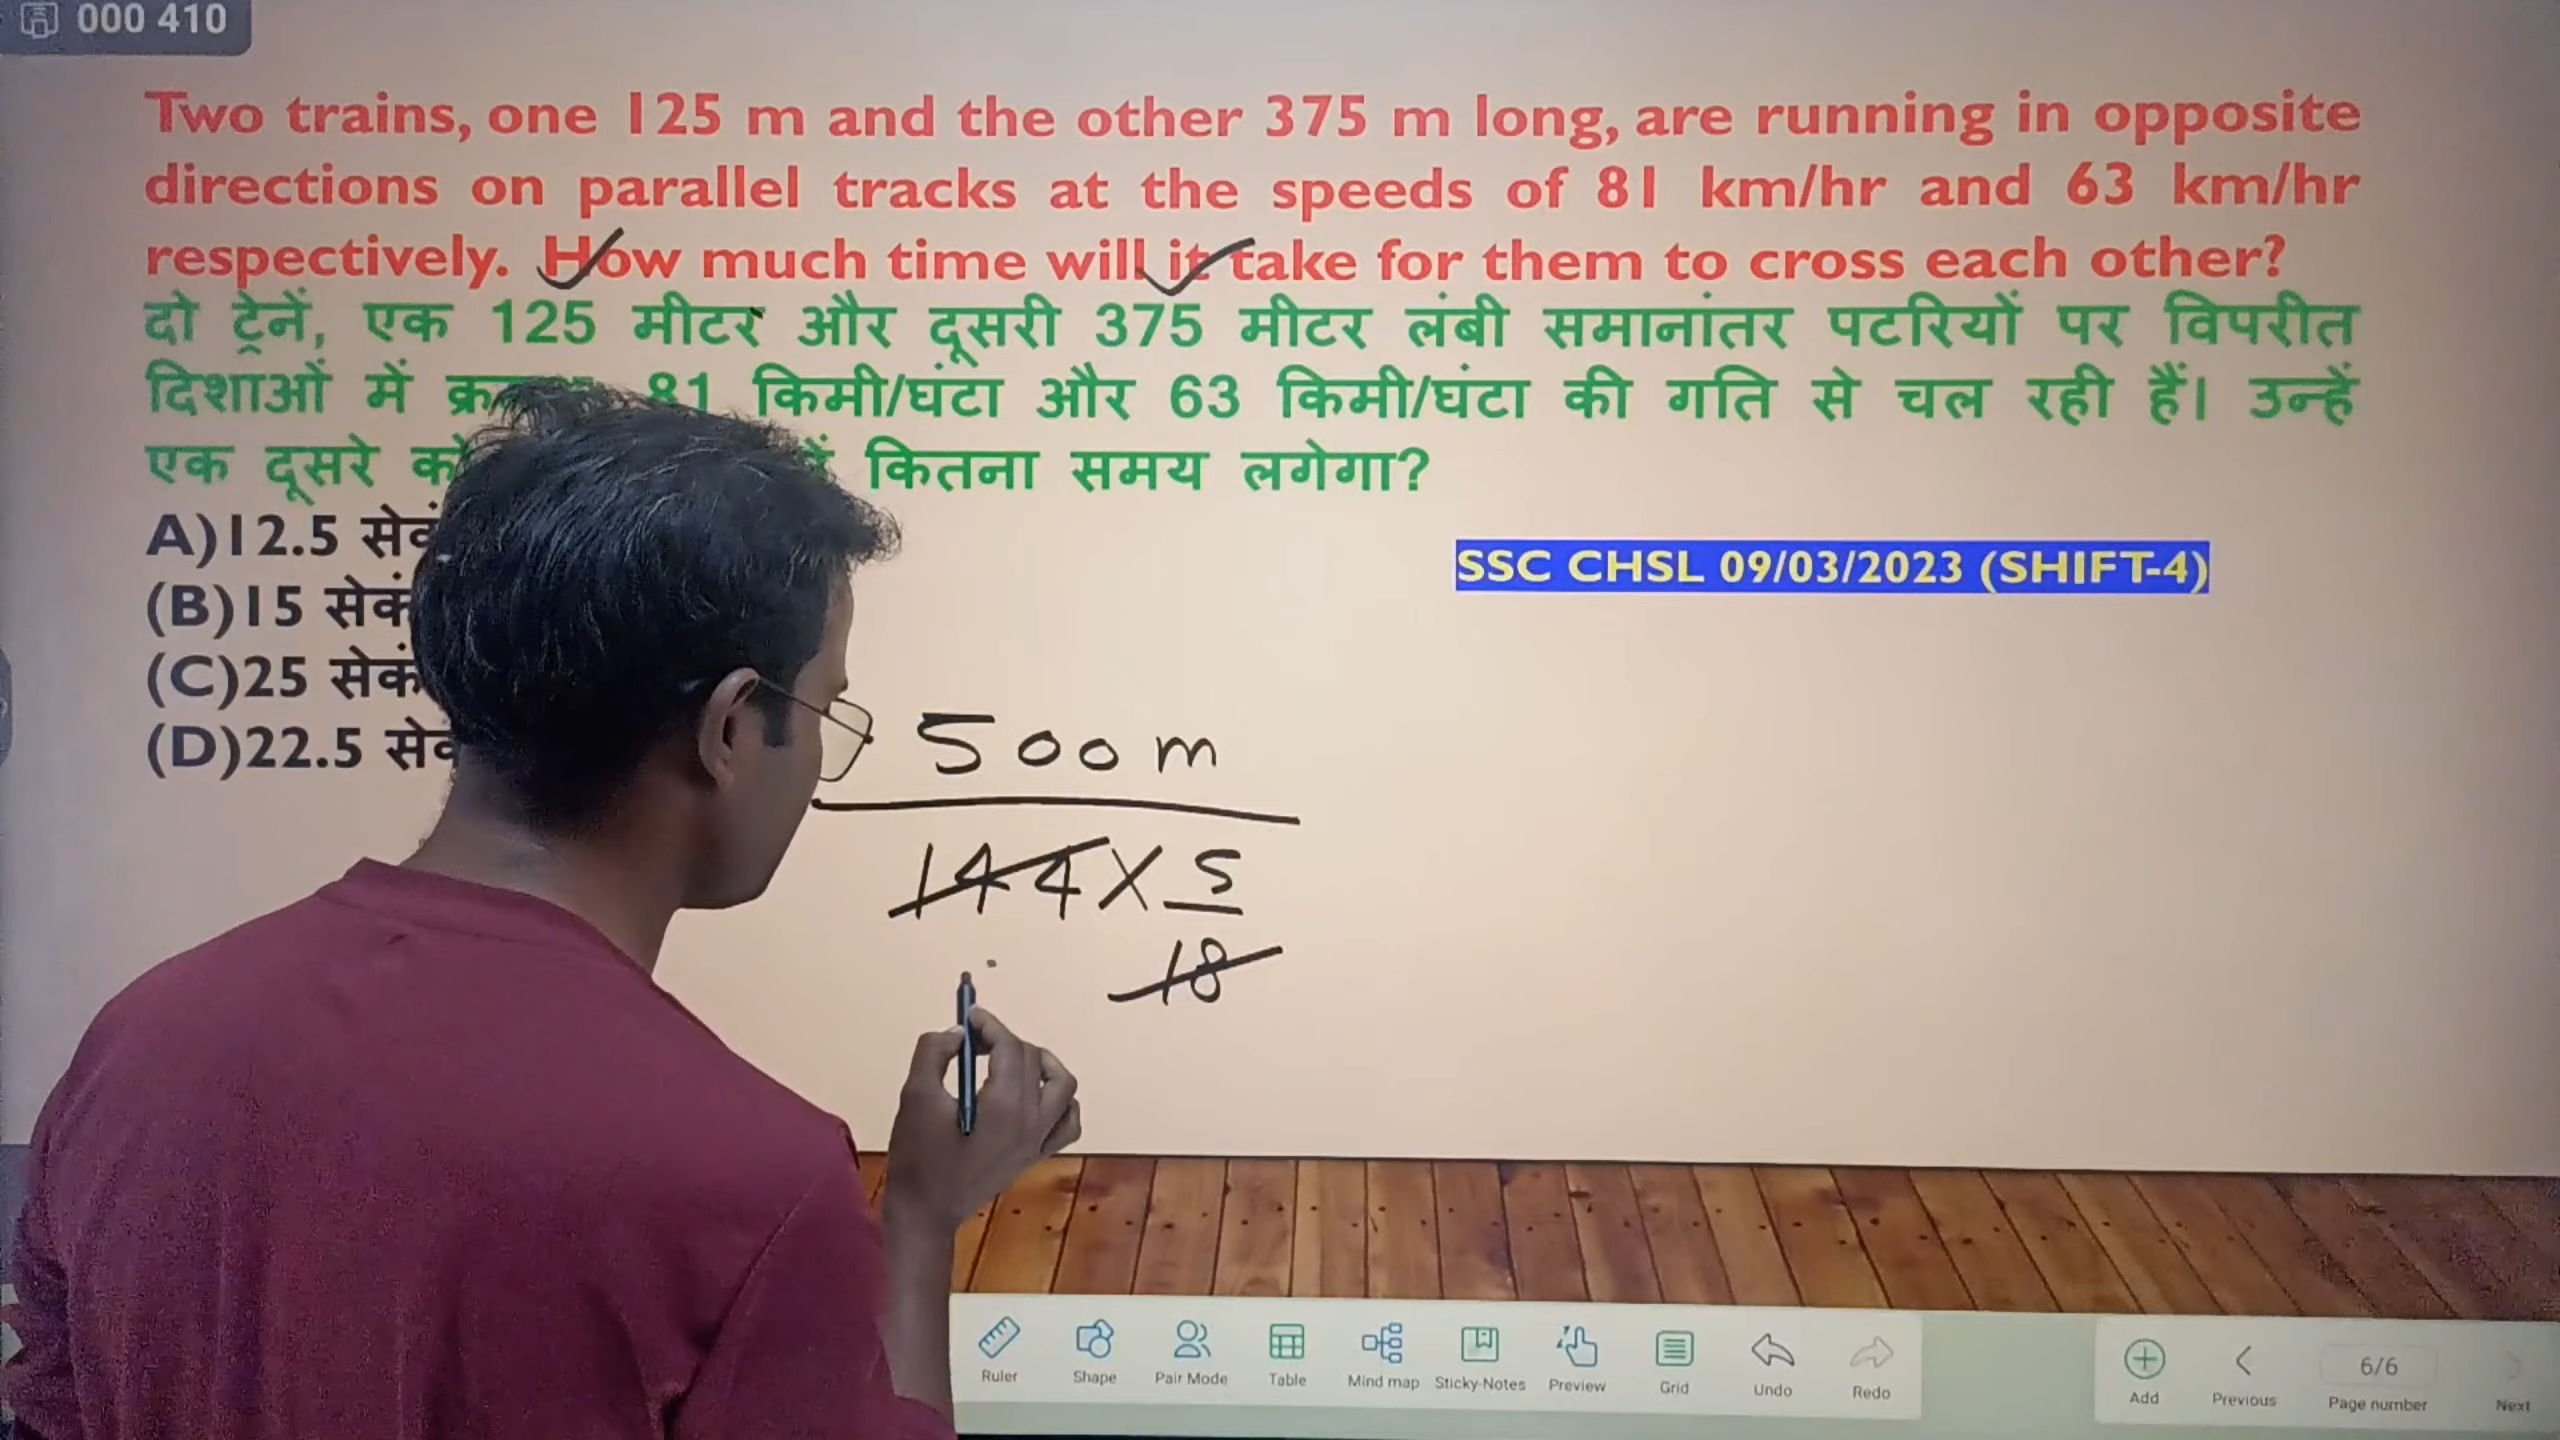 000 410
Two trains, one 125 m and the other 375 m long, are running in opposite
directions on parallel tracks at the speeds of 81 km/hr and 63 km/hr
respectively. How much time will it take for them to cross each other?
दो ट्रेनें, एक 125 मीटर और दूसरी 375 मीटर लंबी समानांतर पटरियों पर विपरीत
दिशाओं में 81 किमी/घंटा और 63 किमी/घंटा की गति से चल रही हैं। उन्हें
एक दूसरे कितना समय लगेगा?
A)12.5
SSC CHSL 09/03/2023 (SHIFT-4)
(B)15
(C)25
(D)22.5
500 m
144 X 5
18
Ruler Shape Pair Mode Table Mind map Sticky-Notes Preview Grid Undo Redo
6/6
Add Previous Page number Next